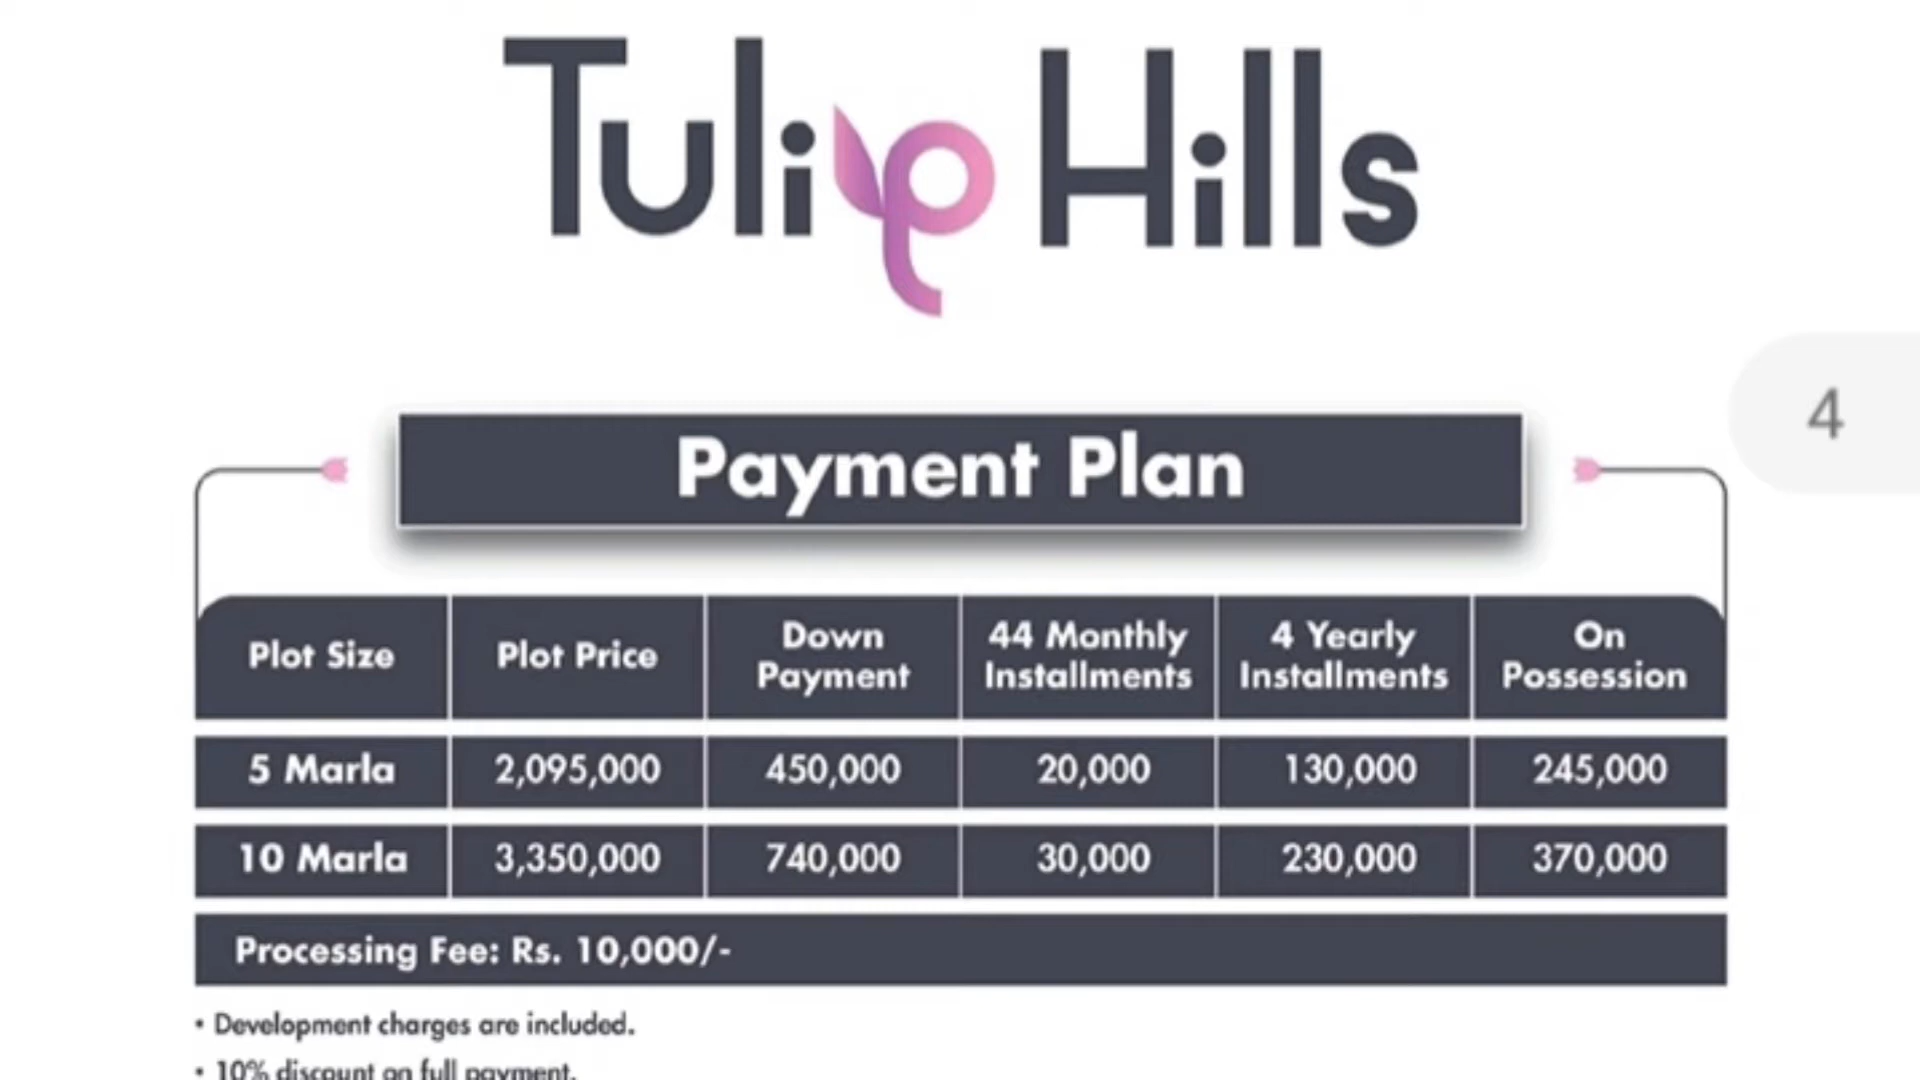 Tulip Hills
4
Payment Plan
Plot Size Plot Price Down Payment 44 Monthly Installments 4 Yearly Installments On Possession
5 Marla 2,095,000 450,000 20,000 130,000 245,000
10 Marla 3,350,000 740,000 30,000 230,000 370,000
Processing Fee: Rs. 10,000/-
• Development charges are included.
• 10% discount on full payment.